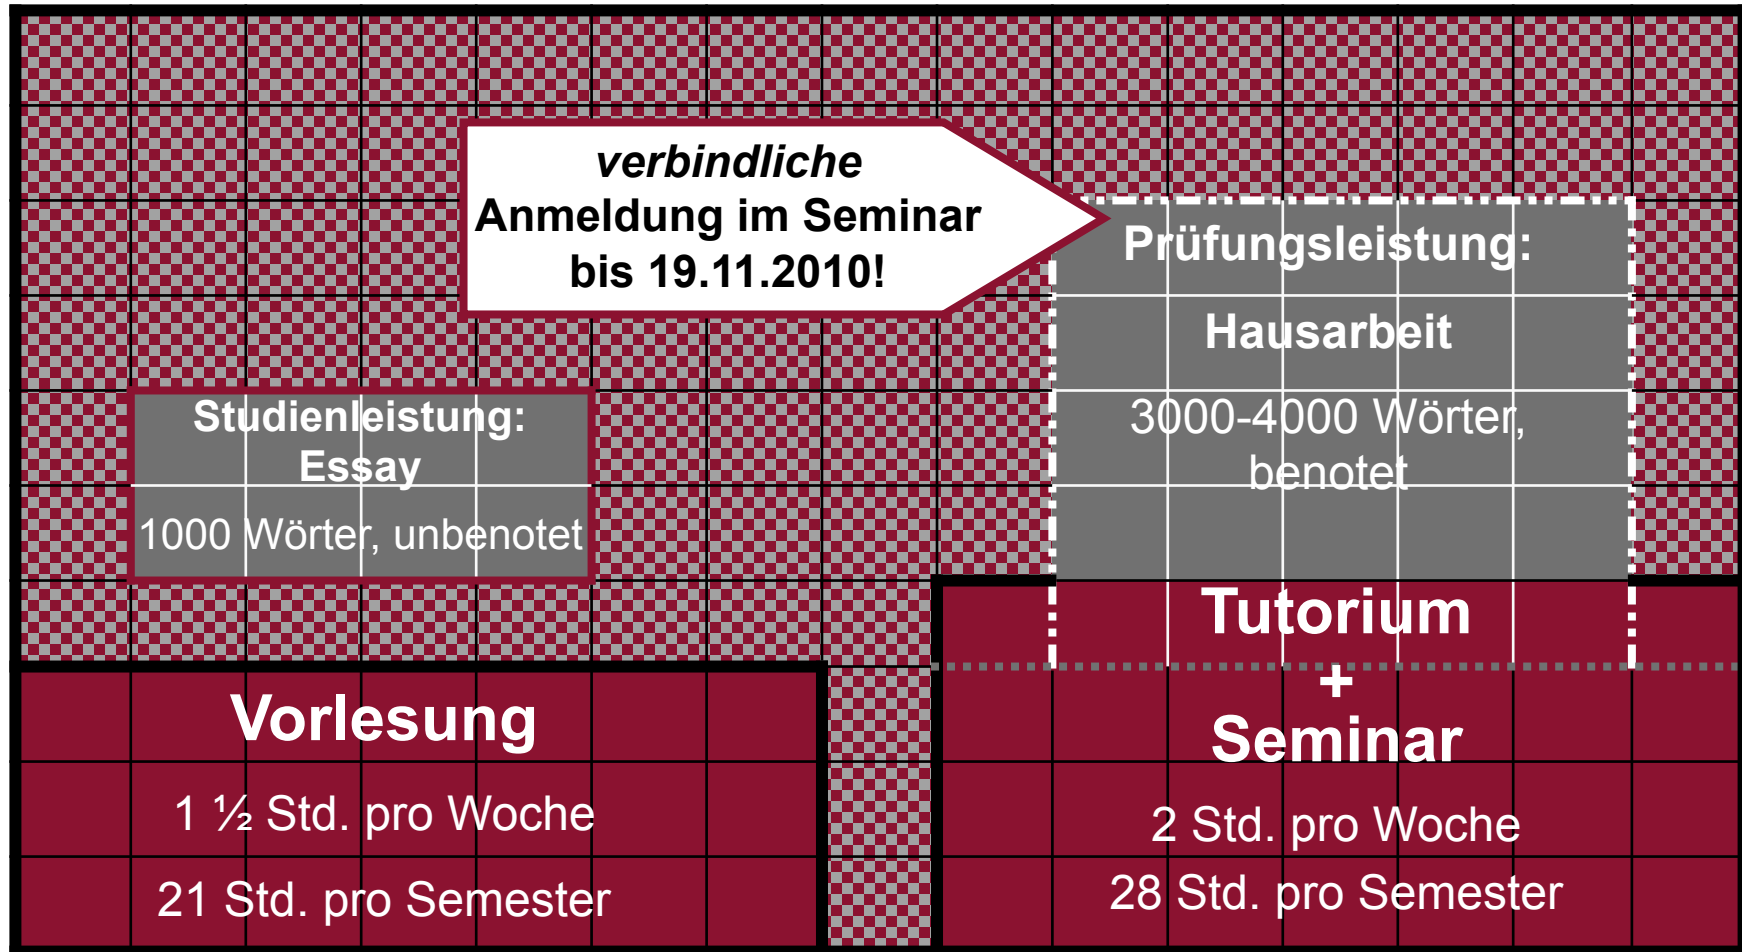 verbindliche
Anmeldung im Seminar
bis 19.11.2010!
Prüfungsleistung:
Hausarbeit
3000-4000 Wörter,
benotet
Studienleistung:
Essay
1000 Wörter, unbenotet
Vorlesung
1 ½ Std. pro Woche
21 Std. pro Semester
Tutorium
+
Seminar
2 Std. pro Woche
28 Std. pro Semester